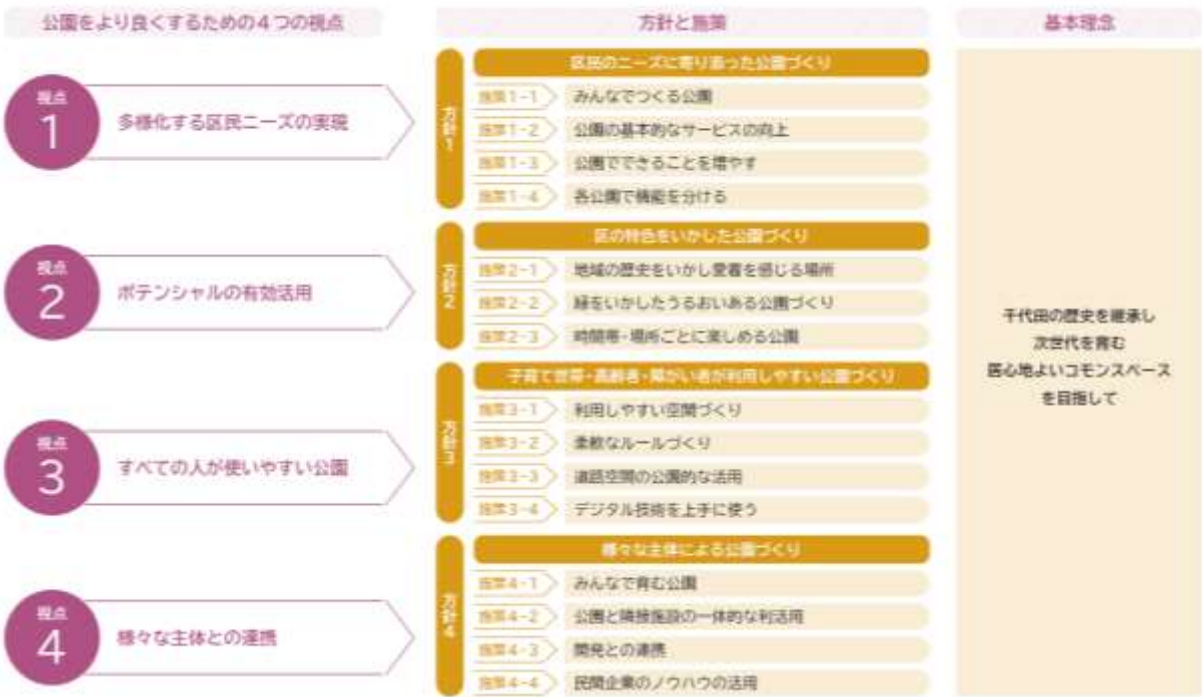 公園をより良くするための4つの視点
方針と施策
基本理念
視点
1
多様化する区民ニーズの実現
方針1
区民のニーズに寄り添った公園づくり
施策1-1
みんなでつくる公園
施策1-2
公園の基本的なサービスの向上
施策1-3
公園でできることを増やす
施策1-4
各公園で機能を分ける
視点
2
ポテンシャルの有効活用
方針2
区の特色をいかした公園づくり
施策2-1
地域の歴史をいかし愛着を感じる場所
施策2-2
緑をいかしたうるおいある公園づくり
施策2-3
時間帯・場所ごとに楽しめる公園
視点
3
すべての人が使いやすい公園
方針3
子育て世帯・高齢者・障がい者が利用しやすい公園づくり
施策3-1
利用しやすい空間づくり
施策3-2
柔軟なルールづくり
施策3-3
道路空間の公園的な活用
施策3-4
デジタル技術を上手に使う
視点
4
様々な主体との連携
方針4
様々な主体による公園づくり
施策4-1
みんなで育む公園
施策4-2
公園と隣接施設の一体的な利活用
施策4-3
開発との連携
施策4-4
民間企業のノウハウの活用
千代田の歴史を継承し
次世代を育む
居心地よいコモンスペース
を目指して